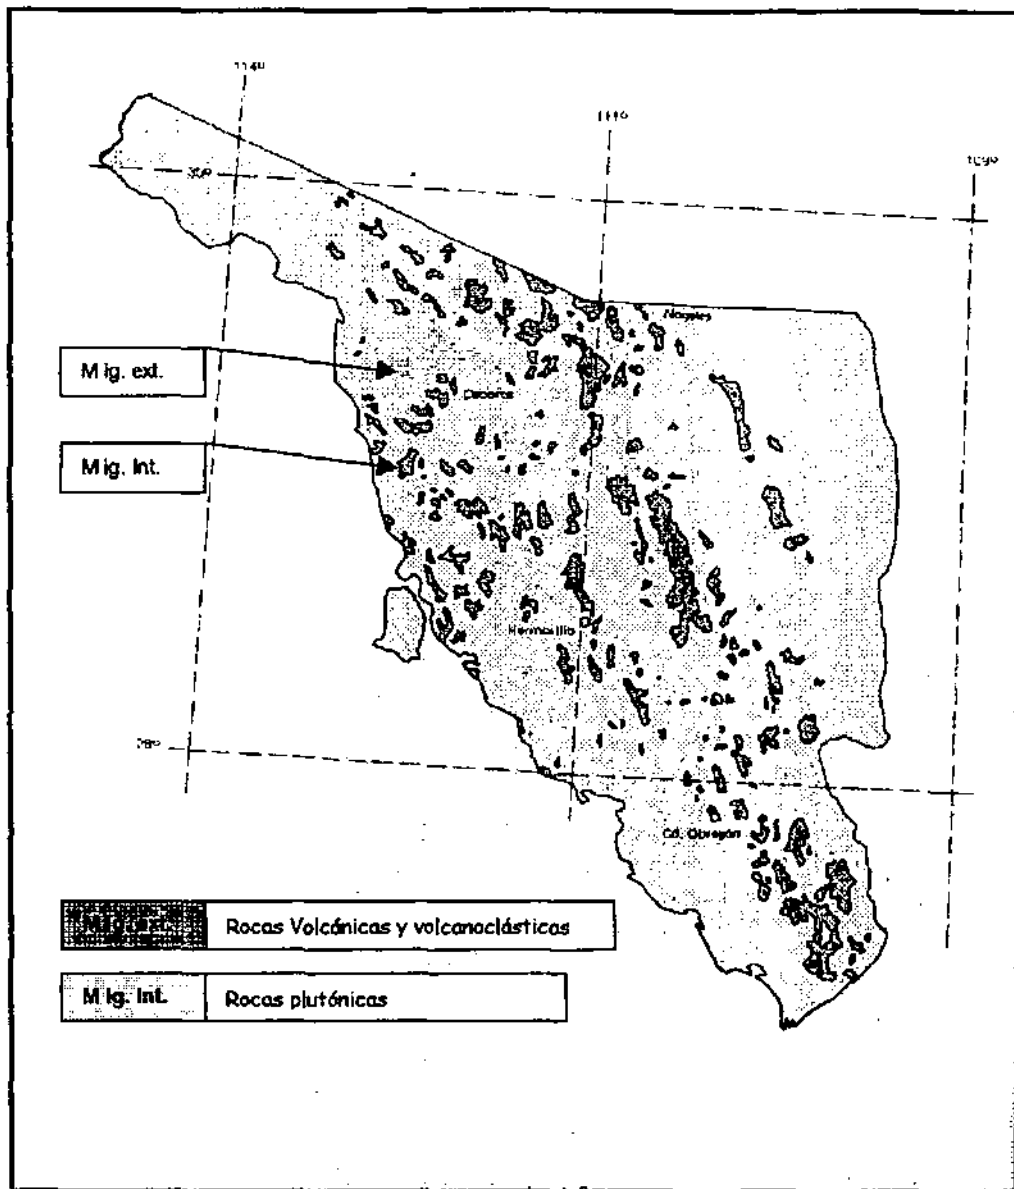 M ig. ext.
M ig. Int.
Nogales
Caborca
Hermosillo
Cd. Obregón
Rocas Volcánicas y volcanoclásticas
M ig. Int. Rocas plutónicas